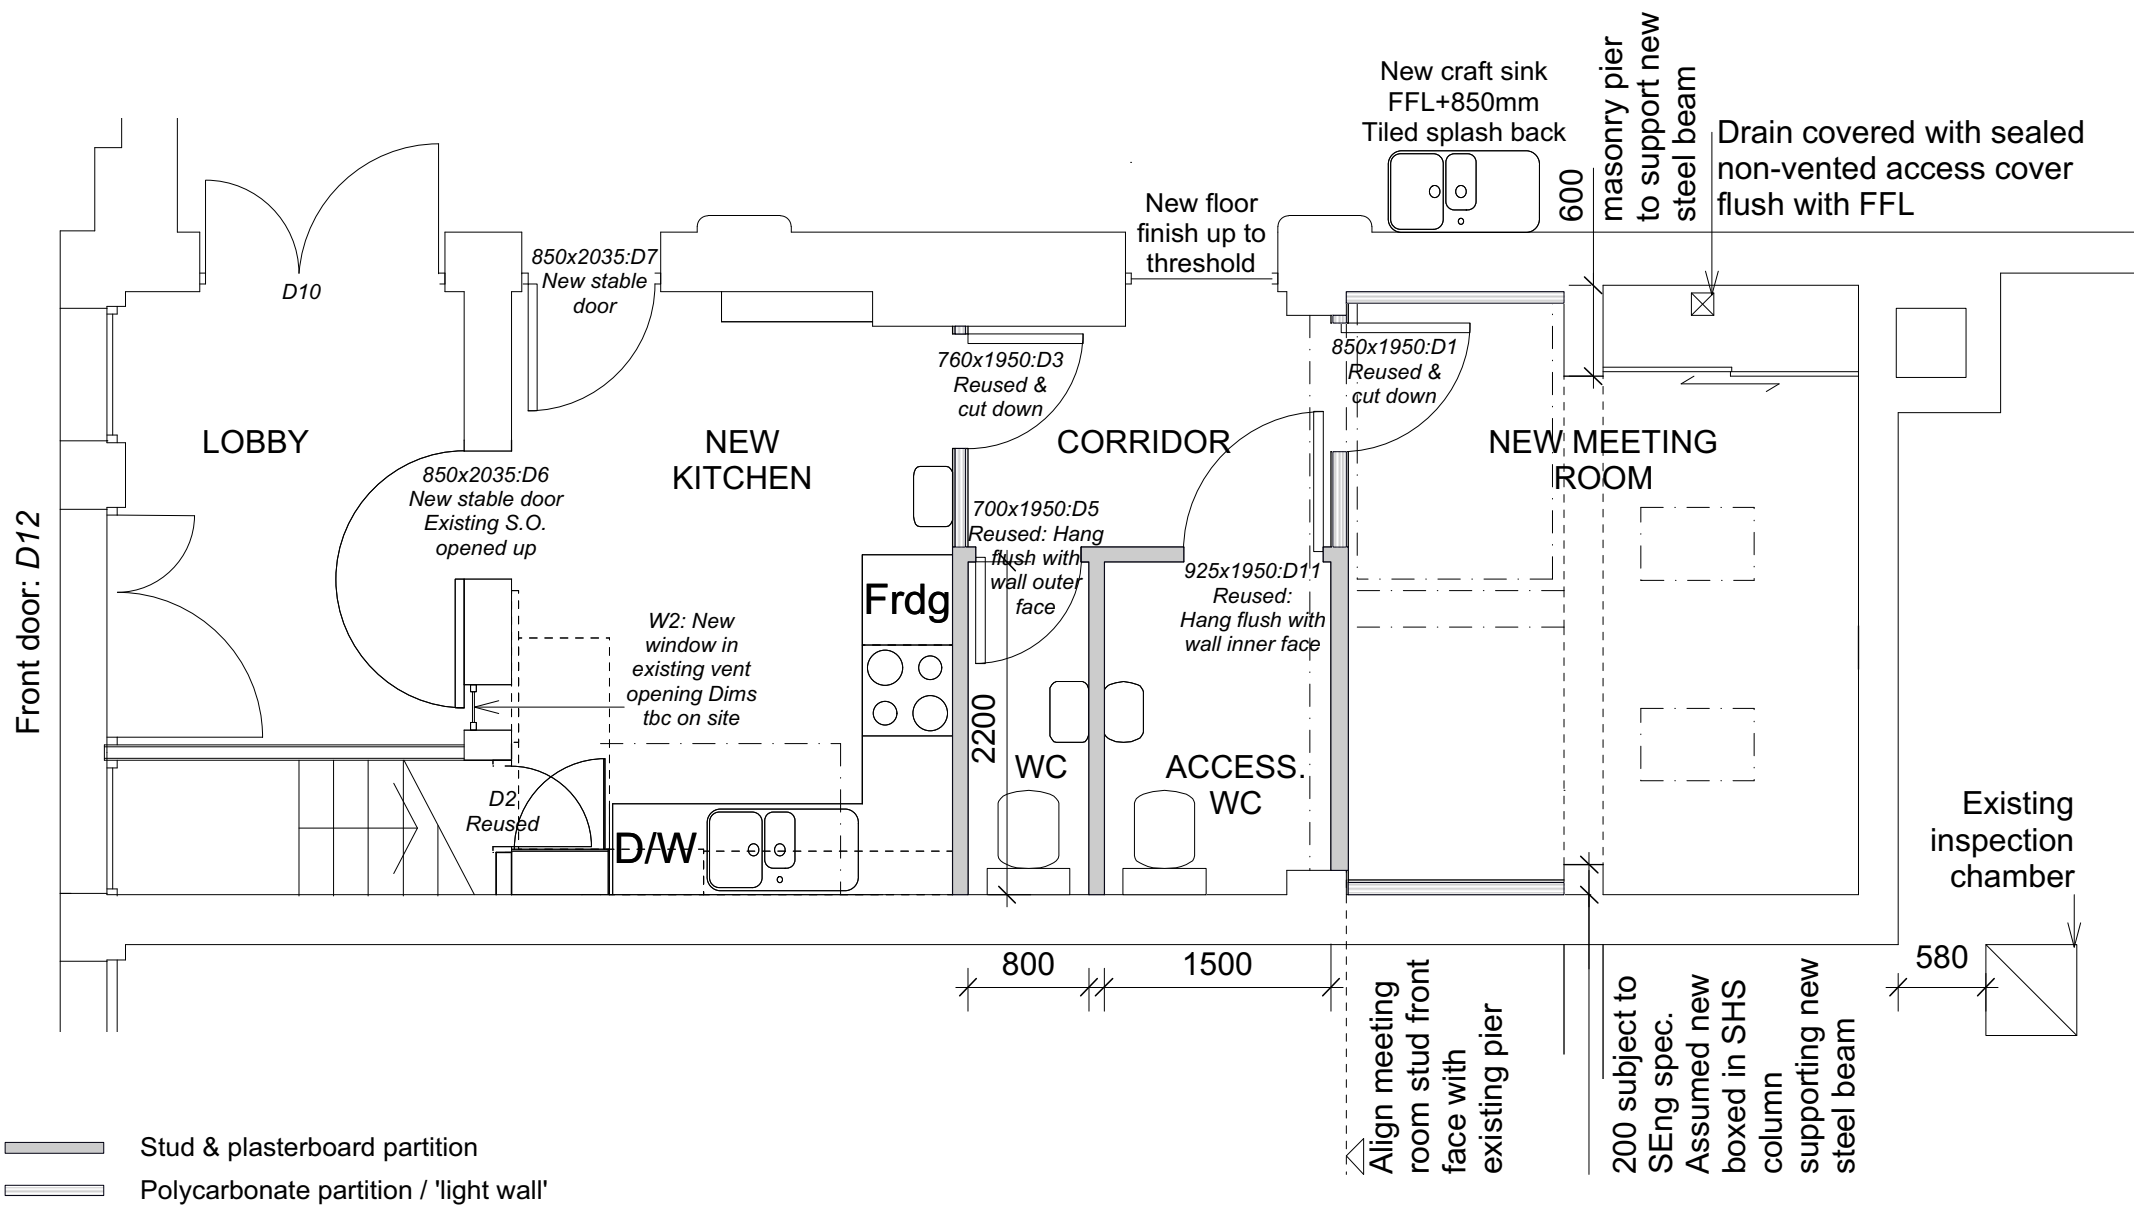 New craft sink
FFL+850mm
Tiled splash back
masonry pier
to support new
steel beam
600
Drain covered with sealed
non-vented access cover
flush with FFL
New floor
finish up to
threshold
D10
850x2035:D7
New stable
door
760x1950:D3
Reused &
cut down
850x1950:D1
Reused &
cut down
LOBBY
NEW
KITCHEN
CORRIDOR
NEW MEETING
ROOM
850x2035:D6
New stable door
Existing S.O.
opened up
700x1950:D5
Reused: Hang
flush with
wall outer
face
Front door: D12
925x1950:D11
Reused:
Hang flush with
wall inner face
Frdg
W2: New
window in
existing vent
opening Dims
tbc on site
2200
WC
ACCESS.
WC
D2
Reused
D/W
Existing
inspection
chamber
800
1500
580
Align meeting
room stud front
face with
existing pier
200 subject to
SEng spec.
Assumed new
boxed in SHS
column
supporting new
steel beam
Stud & plasterboard partition
Polycarbonate partition / 'light wall'